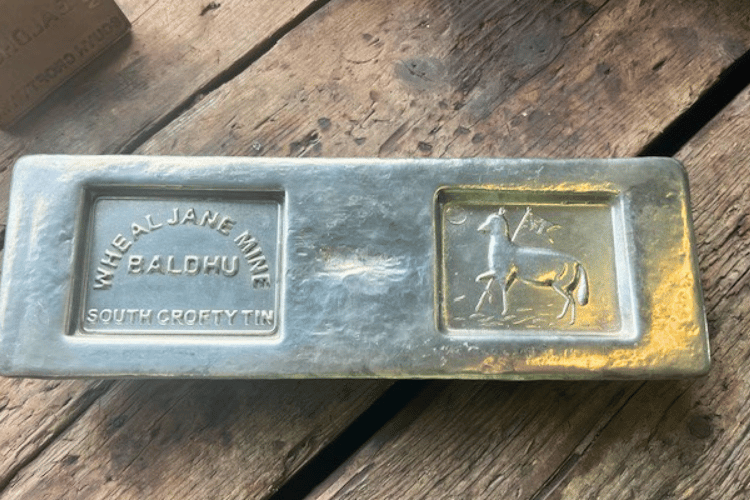 WHEAL JANE MINE
BALDHU
SOUTH CROFTY TIN